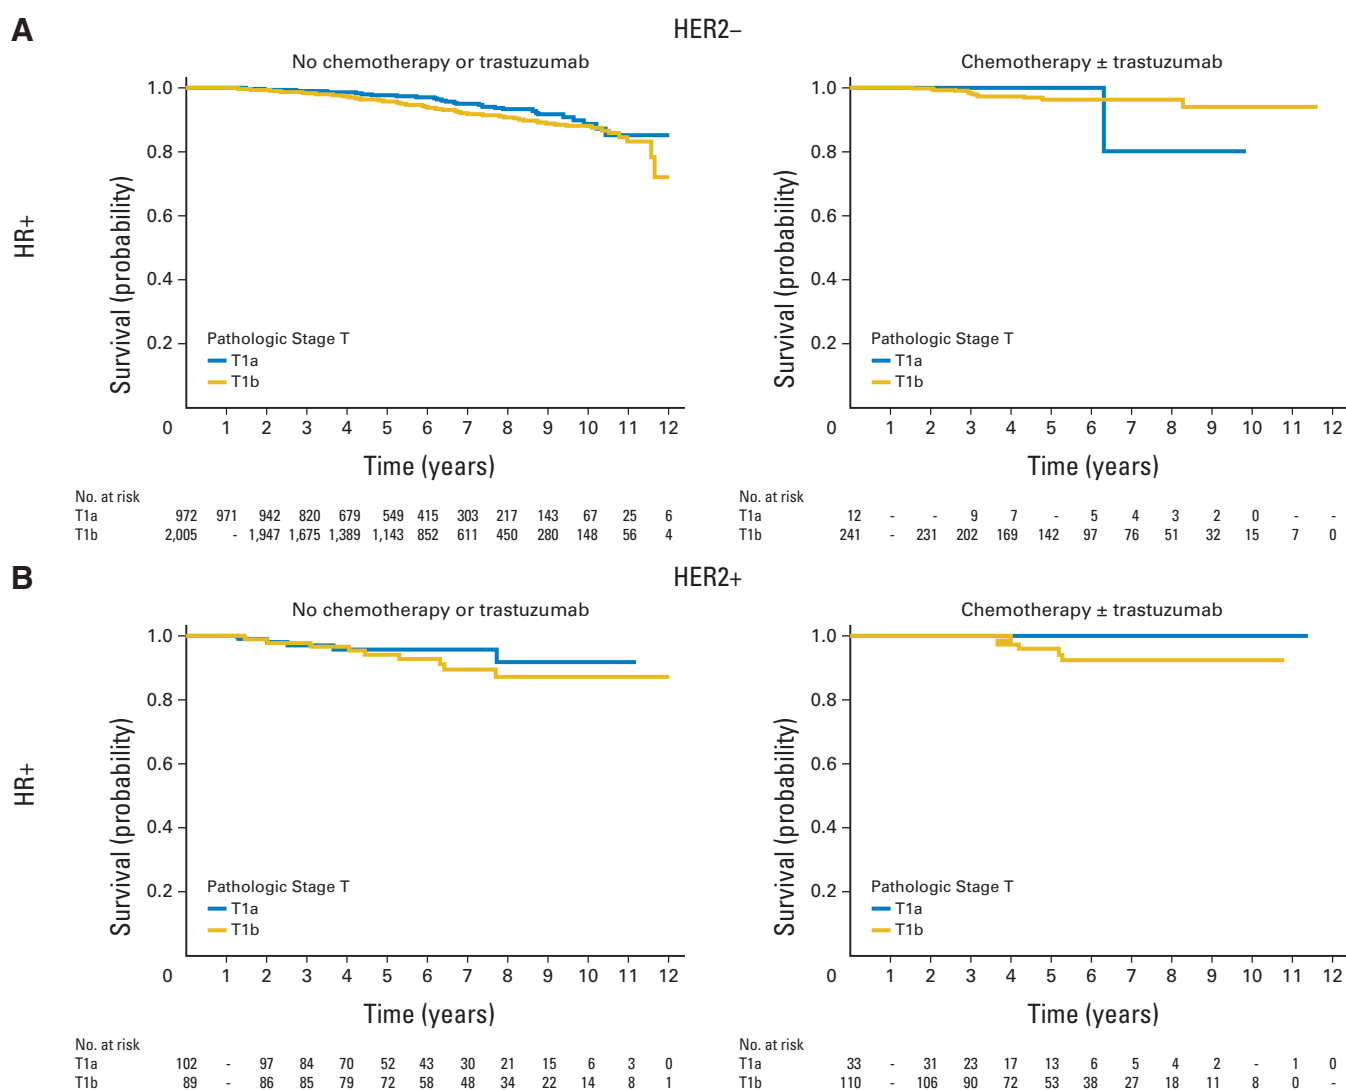 A
HER2–
No chemotherapy or trastuzumab
HR+
Survival (probability)
1.0
0.8
0.6
0.4
0.2
Pathologic Stage T
T1a
T1b
0 1 2 3 4 5 6 7 8 9 10 11 12
Time (years)
No. at risk
T1a 972 971 942 820 679 549 415 303 217 143 67 25 6
T1b 2,005 - 1,947 1,675 1,389 1,143 852 611 450 280 148 56 4
Chemotherapy ± trastuzumab
Survival (probability)
1.0
0.8
0.6
0.4
0.2
Pathologic Stage T
T1a
T1b
0 1 2 3 4 5 6 7 8 9 10 11 12
Time (years)
No. at risk
T1a 12 - - 9 7 - 5 4 3 2 0 - -
T1b 241 - 231 202 169 142 97 76 51 32 15 7 0
B
HER2+
No chemotherapy or trastuzumab
HR+
Survival (probability)
1.0
0.8
0.6
0.4
0.2
Pathologic Stage T
T1a
T1b
0 1 2 3 4 5 6 7 8 9 10 11 12
Time (years)
No. at risk
T1a 102 - 97 84 70 52 43 30 21 15 6 3 0
T1b 89 - 86 85 79 72 58 48 34 22 14 8 1
Chemotherapy ± trastuzumab
Survival (probability)
1.0
0.8
0.6
0.4
0.2
Pathologic Stage T
T1a
T1b
0 1 2 3 4 5 6 7 8 9 10 11 12
Time (years)
No. at risk
T1a 33 - 31 23 17 13 6 5 4 2 - 1 0
T1b 110 - 106 90 72 53 38 27 18 11 8 0 -